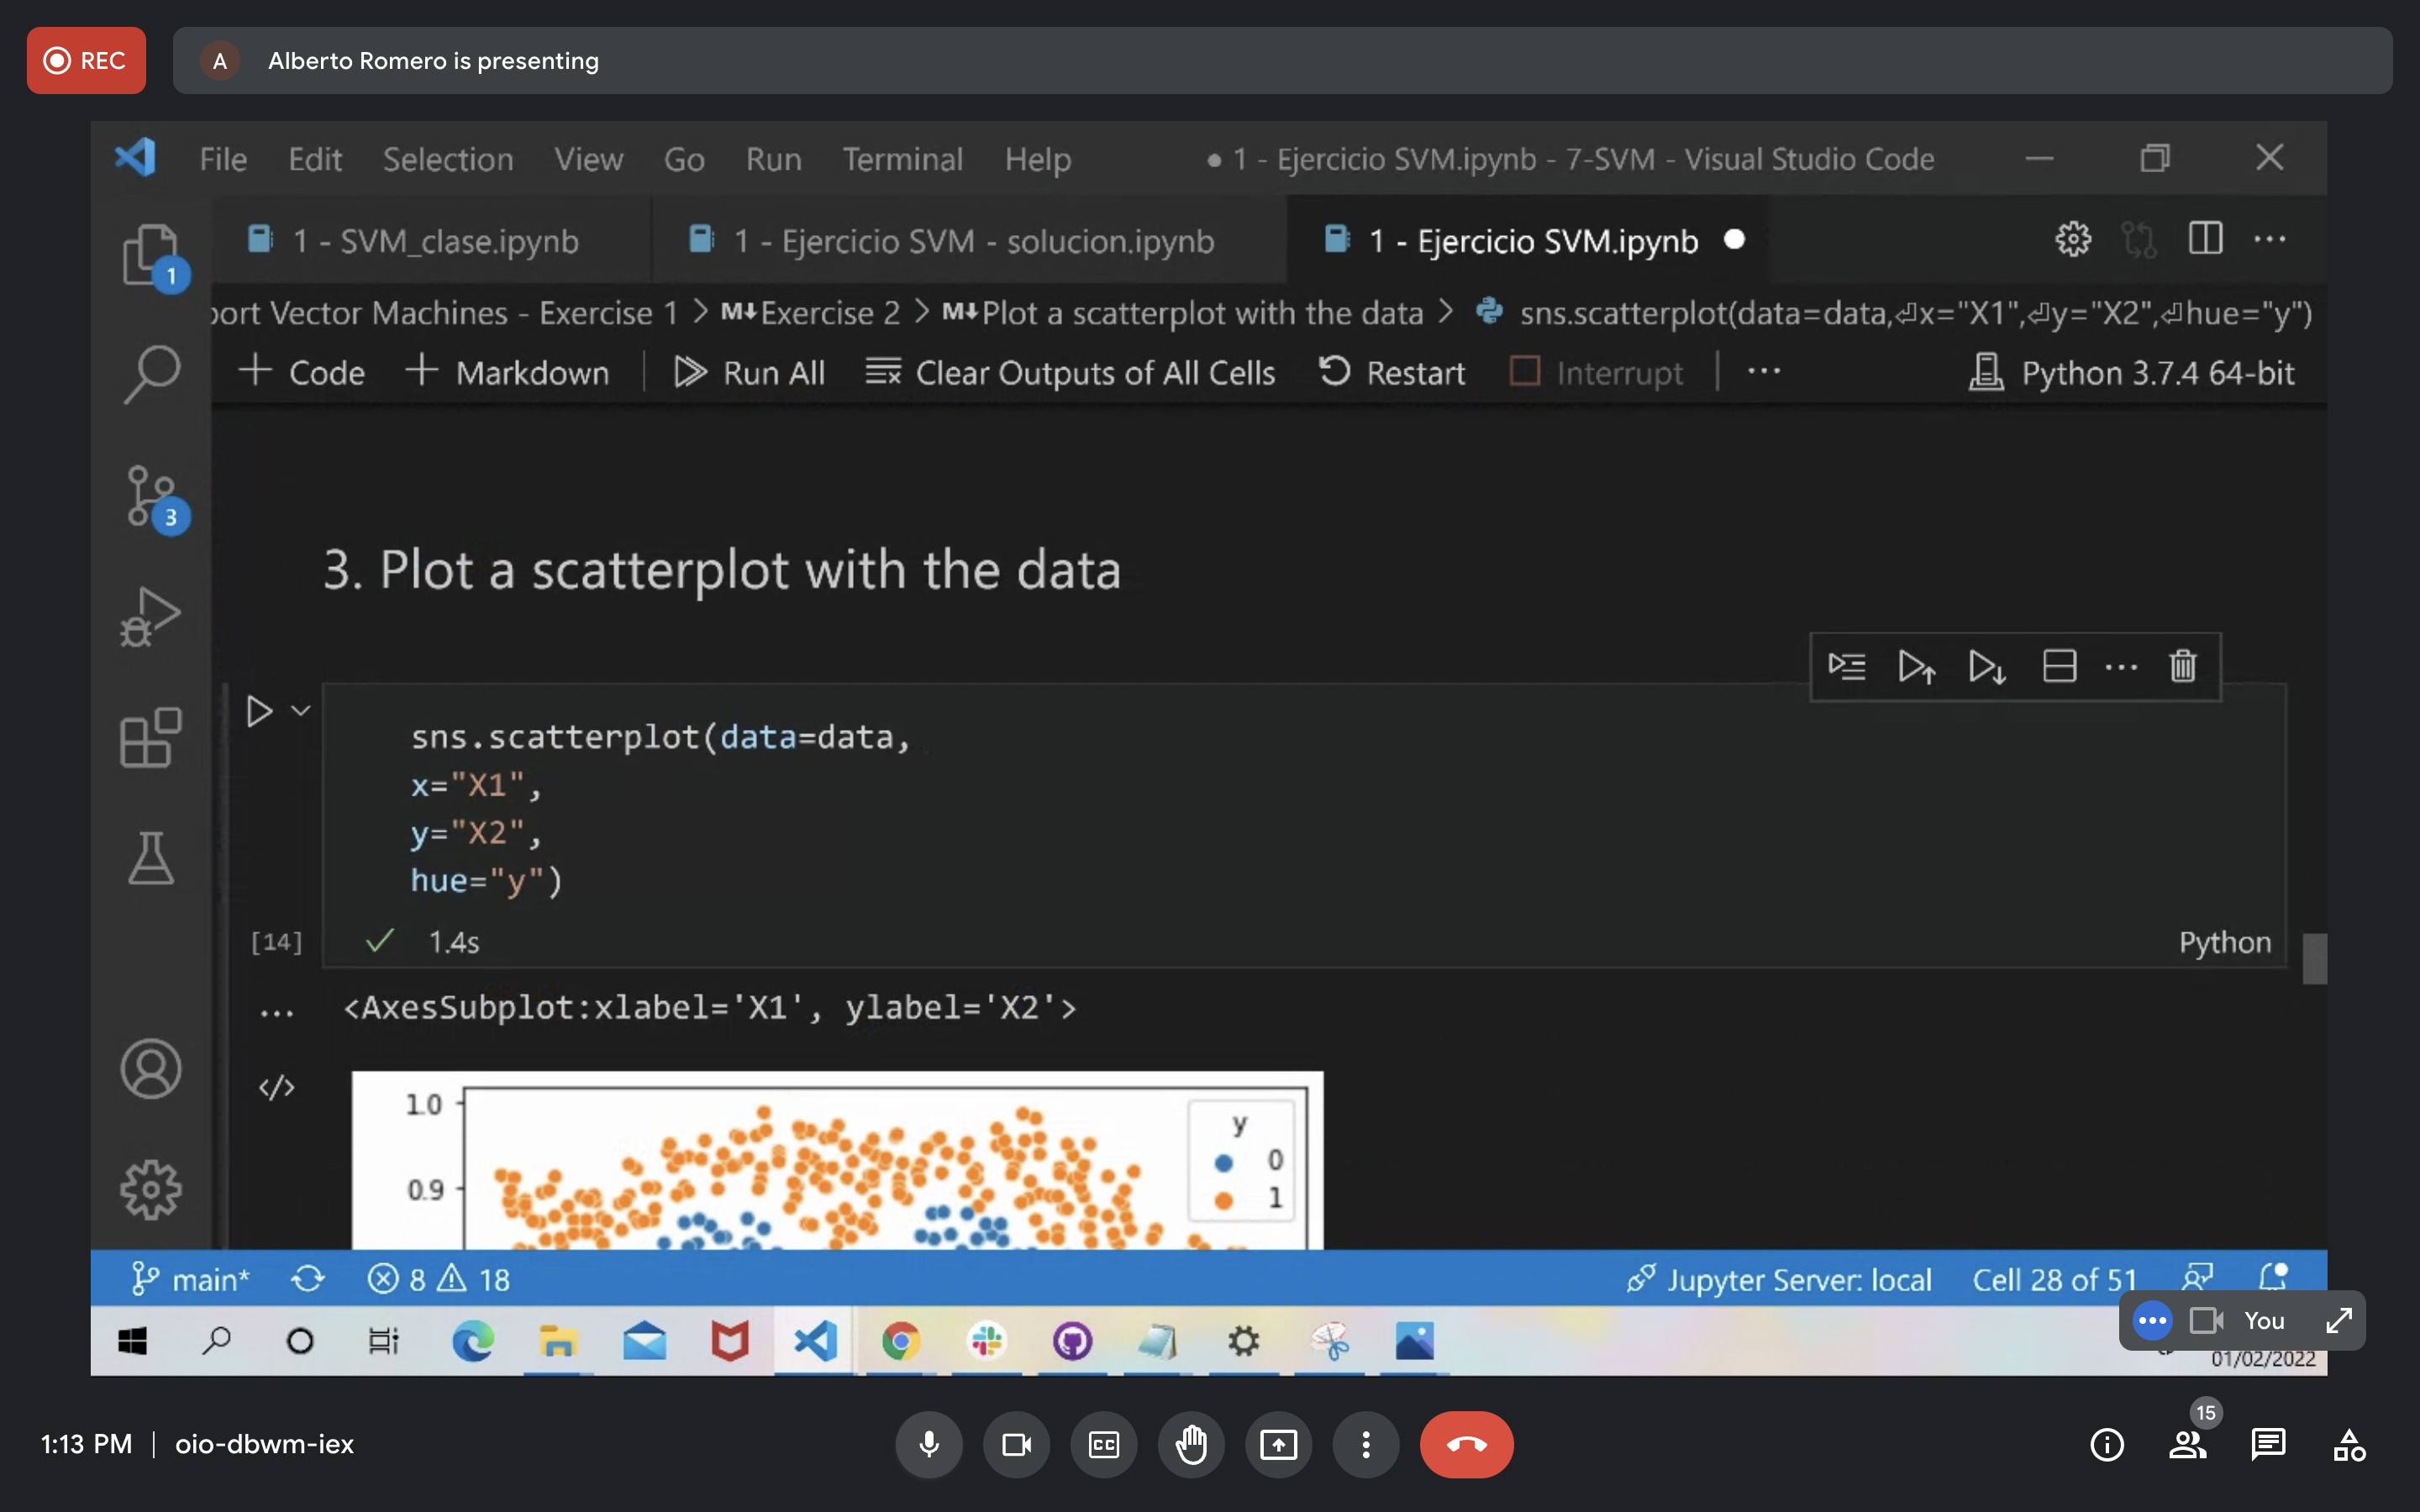 REC
A Alberto Romero is presenting
File Edit Selection View Go Run Terminal Help ● 1 - Ejercicio SVM.ipynb - 7-SVM - Visual Studio Code
1 - SVM_clase.ipynb 1 - Ejercicio SVM - solucion.ipynb 1 - Ejercicio SVM.ipynb
1
port Vector Machines - Exercise 1 > M↓Exercise 2 > M↓Plot a scatterplot with the data > sns.scatterplot(data=data,⏎x="X1",⏎y="X2",⏎hue="y")
+ Code + Markdown Run All Clear Outputs of All Cells Restart Interrupt ... Python 3.7.4 64-bit
3
3. Plot a scatterplot with the data
sns.scatterplot(data=data,
x="X1",
y="X2",
hue="y")
[14] ✓ 1.4s Python
... <AxesSubplot:xlabel='X1', ylabel='X2'>
</>
1.0
0.9
y
0
1
main* 8 18 Jupyter Server: local Cell 28 of 51
You
01/02/2022
1:13 PM | oio-dbwm-iex
CC
15